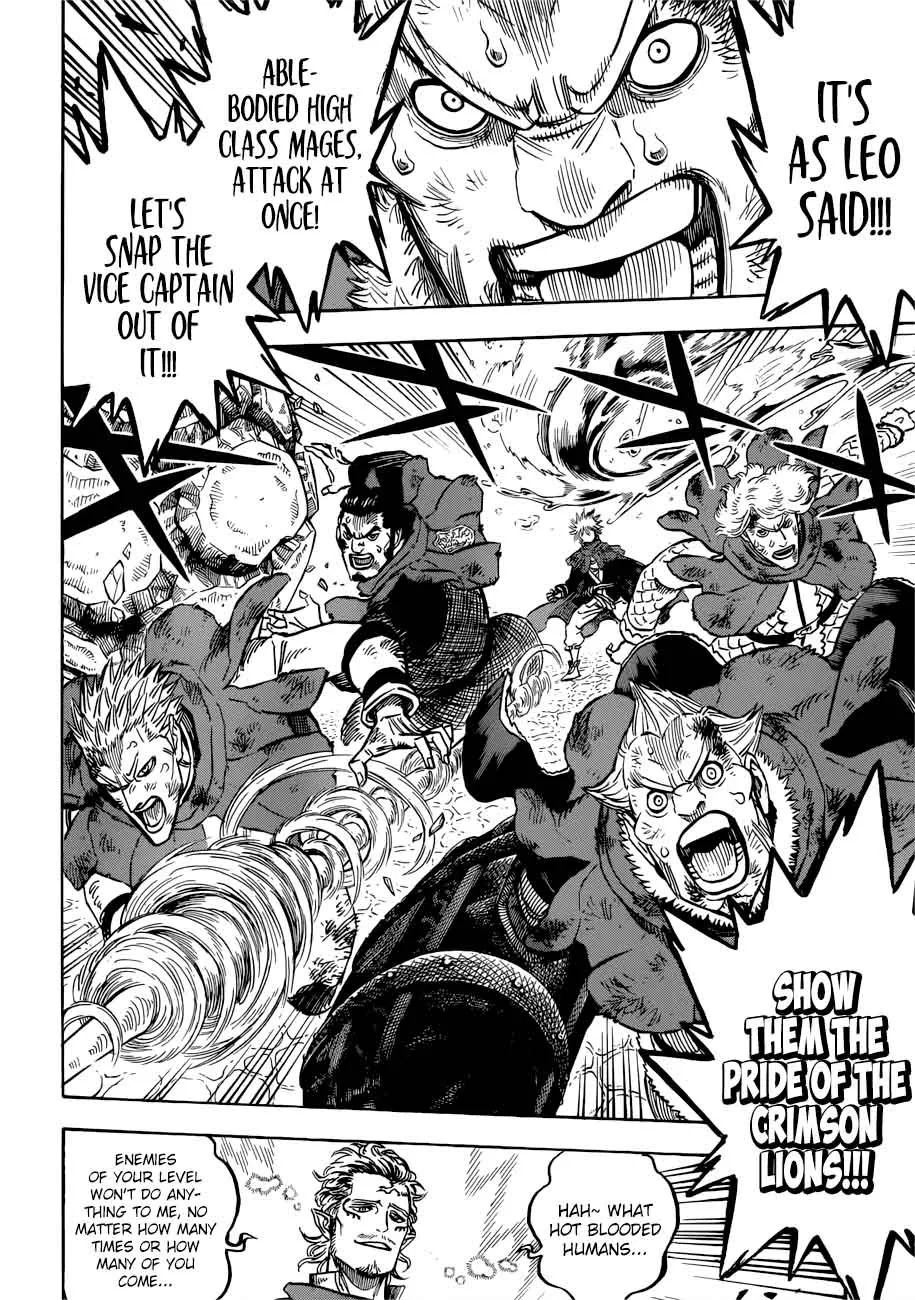 IT'S
AS LEO
SAID!!!
ABLE-
BODIED HIGH
CLASS MAGES,
ATTACK AT
ONCE!
LET'S
SNAP THE
VICE CAPTAIN
OUT OF
IT!!!
SHOW
THEM THE
PRIDE OF THE
CRIMSON
LIONS!!!
HAH~ WHAT
HOT BLOODED
HUMANS...
ENEMIES
OF YOUR LEVEL
WON'T DO ANY-
THING TO ME, NO
MATTER HOW MANY
TIMES OR HOW
MANY OF YOU
COME...